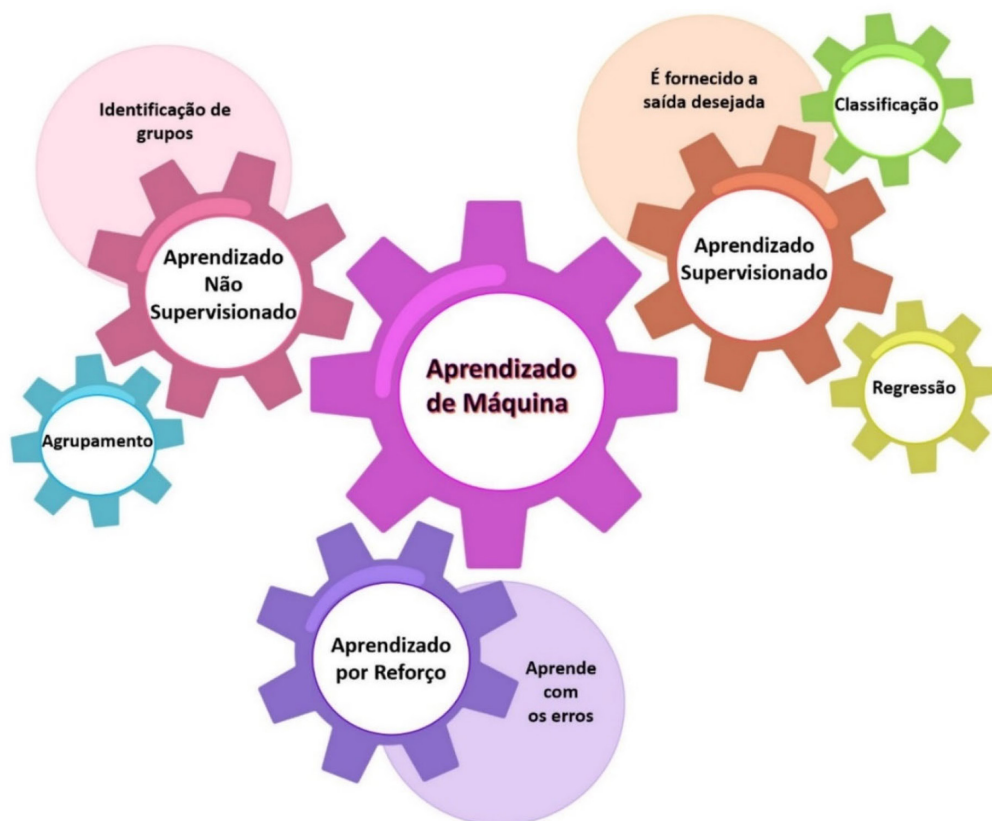 Identificação de
grupos
Aprendizado
Não
Supervisionado
Agrupamento
É fornecido a
saída desejada
Classificação
Aprendizado
Supervisionado
Regressão
Aprendizado
de Máquina
Aprendizado
por Reforço
Aprende
com
os erros